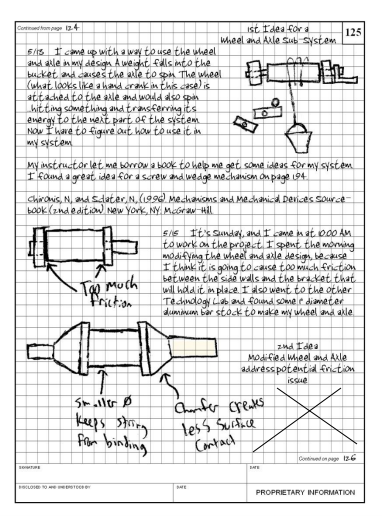 Continued from page 124
1st Idea for a
Wheel and Axle Sub-System
125
5/15 I came up with a way to use the wheel
and axle in my design. A weight falls into the
bucket and causes the axle to spin. The wheel
(what looks like a hand crank in this case) is
attached to the axle and would also spin
hitting something and transferring its
energy to the next part of the system.
Now I have to figure out how to use it in
my system.
My instructor let me borrow a book to help me get some ideas for my system.
I found a great idea for a screw and wedge mechanism on page 194.
Chironis, N, and Sclater, N, (1996) Mechanisms and Mechanical Devices Source-
book (2nd edition) New York, NY: McGraw-Hill
5/18 It's Sunday, and I came in at 10:00 AM
to work on the project. I spent the morning
modifying the wheel and axle design, because
I think it is going to cause too much friction
between the side walls and the bracket that
will hold it in place. I also went to the other
Technology Lab and found some 1" diameter
aluminum bar stock to make my wheel and axle.
Too much
friction
2nd Idea
Modified Wheel and Axle
address potential friction
issue
Smaller Ø
Keeps string
from binding
Chamfer creates
less surface
contact
Continued on page 126
SIGNATURE
DATE
DISCLOSED TO AND UNDERSTOOD BY
DATE
PROPRIETARY INFORMATION